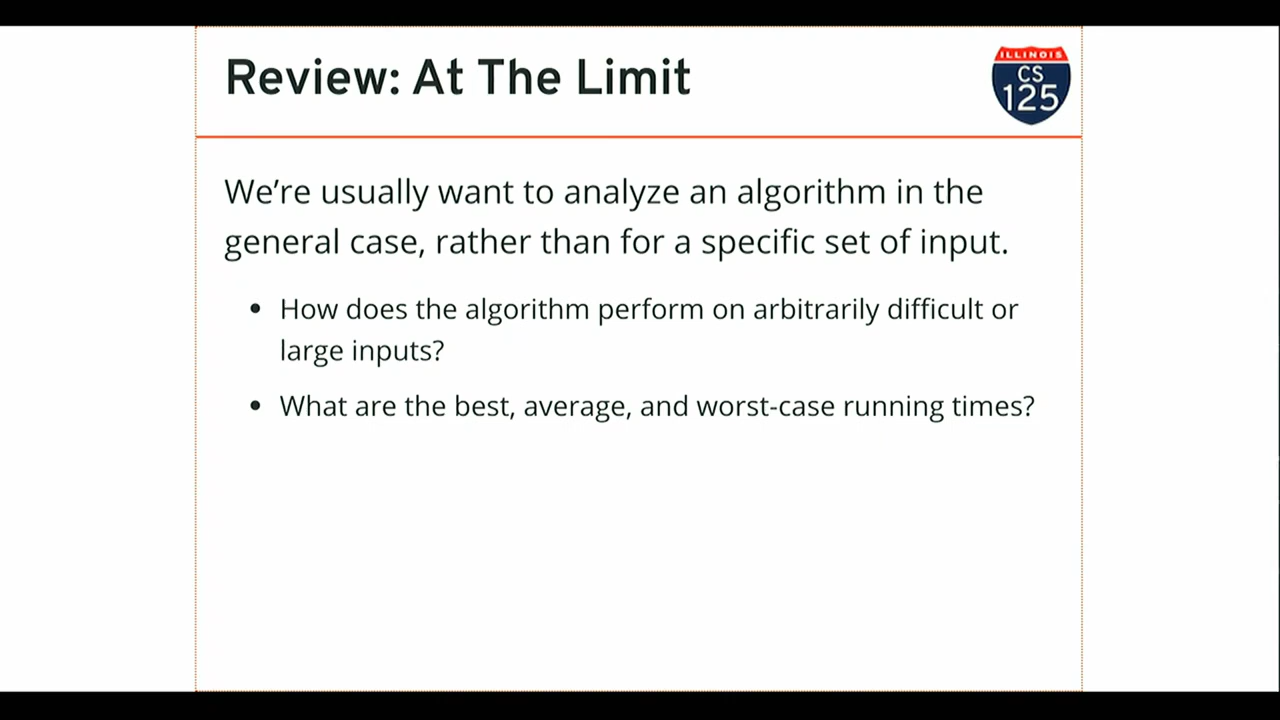 Review: At The Limit
ILLINOIS
CS
125
We’re usually want to analyze an algorithm in the
general case, rather than for a specific set of input.
• How does the algorithm perform on arbitrarily difficult or
large inputs?
• What are the best, average, and worst-case running times?